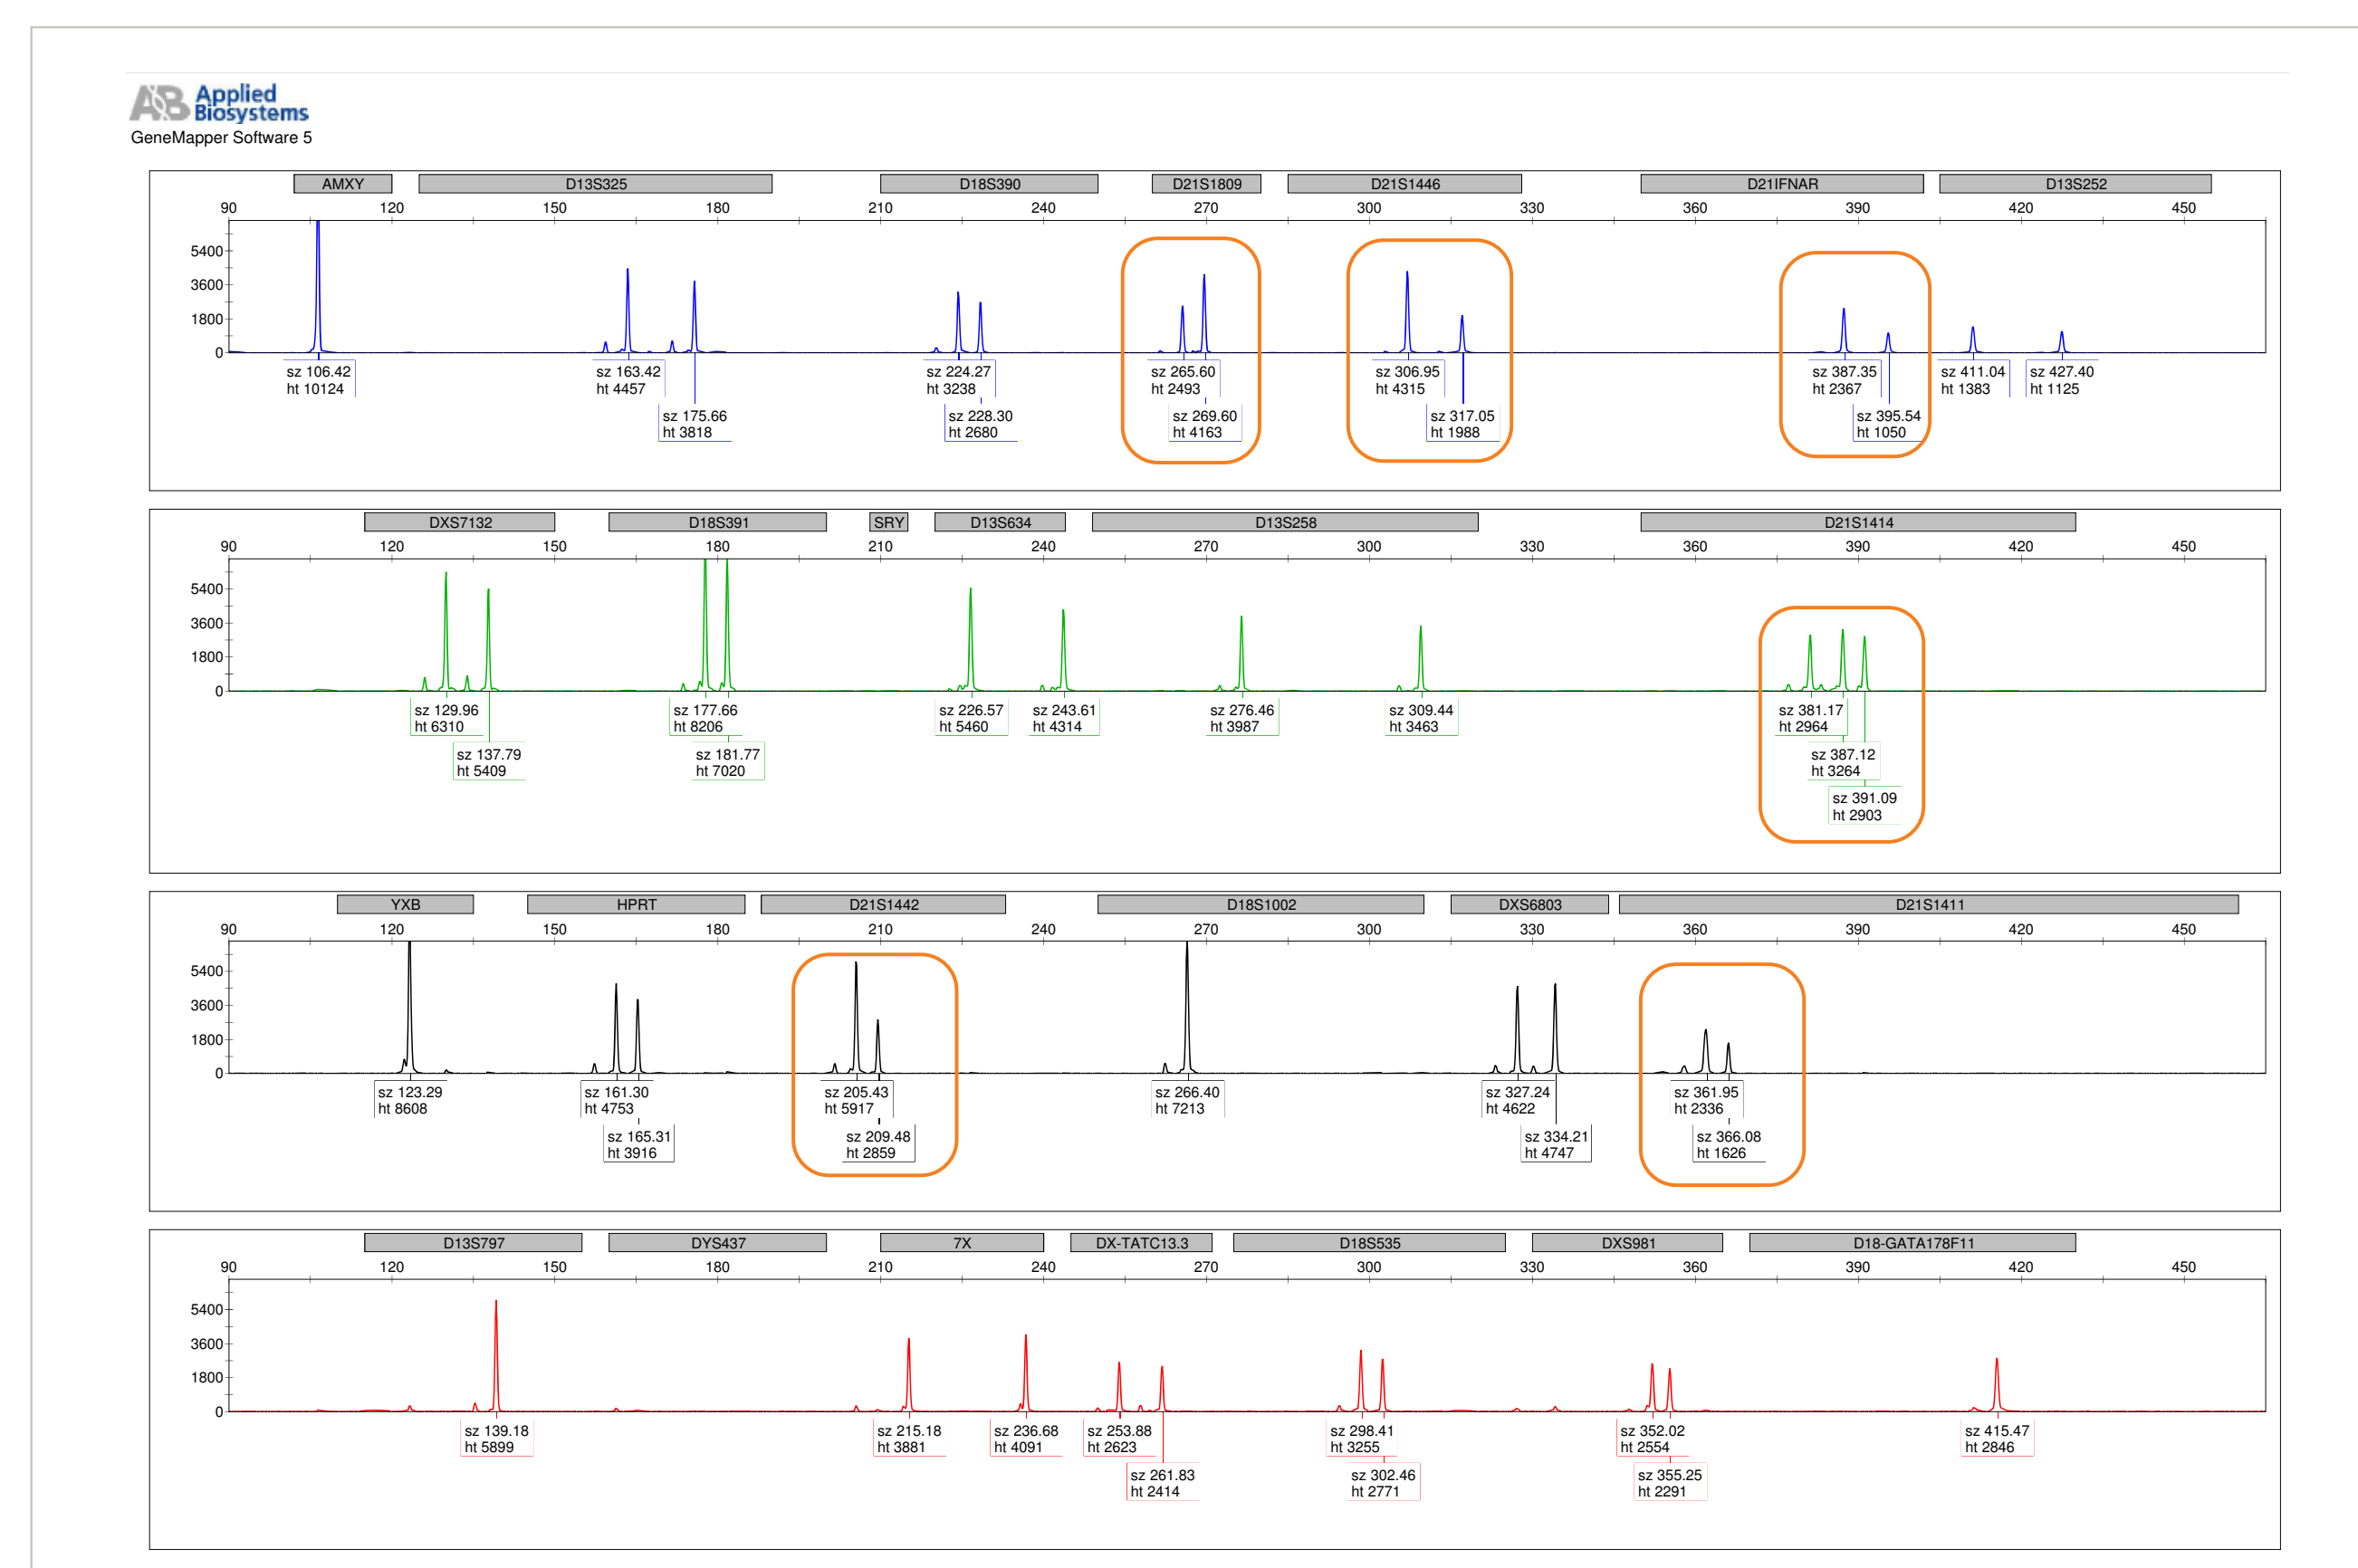 Applied
Biosystems
GeneMapper Software 5
AMXY D13S325 D18S390 D21S1809 D21S1446 D21IFNAR D13S252
90 120 150 180 210 240 270 300 330 360 390 420 450
5400
3600
1800
0
sz 106.42 sz 163.42 sz 224.27 sz 265.60 sz 306.95 sz 387.35 sz 411.04 sz 427.40
ht 10124 ht 4457 ht 3238 ht 2493 ht 4315 ht 2367 ht 1383 ht 1125
sz 175.66 sz 228.30 sz 269.60 sz 317.05 sz 395.54
ht 3818 ht 2680 ht 4163 ht 1988 ht 1050
DXS7132 D18S391 SRY D13S634 D13S258 D21S1414
90 120 150 180 210 240 270 300 330 360 390 420 450
5400
3600
1800
0
sz 129.96 sz 177.66 sz 226.57 sz 243.61 sz 276.46 sz 309.44 sz 381.17
ht 6310 ht 8206 ht 5460 ht 4314 ht 3987 ht 3463 ht 2964
sz 137.79 sz 181.77 sz 387.12
ht 5409 ht 7020 ht 3264
sz 391.09
ht 2903
YXB HPRT D21S1442 D18S1002 DXS6803 D21S1411
90 120 150 180 210 240 270 300 330 360 390 420 450
5400
3600
1800
0
sz 123.29 sz 161.30 sz 205.43 sz 266.40 sz 327.24 sz 361.95
ht 8608 ht 4753 ht 5917 ht 7213 ht 4622 ht 2336
sz 165.31 sz 209.48 sz 334.21 sz 366.08
ht 3916 ht 2859 ht 4747 ht 1626
D13S797 DYS437 7X DX-TATC13.3 D18S535 DXS981 D18-GATA178F11
90 120 150 180 210 240 270 300 330 360 390 420 450
5400
3600
1800
0
sz 139.18 sz 215.18 sz 236.68 sz 253.88 sz 298.41 sz 352.02 sz 415.47
ht 5899 ht 3881 ht 4091 ht 2623 ht 3255 ht 2554 ht 2846
sz 261.83 sz 302.46 sz 355.25
ht 2414 ht 2771 ht 2291